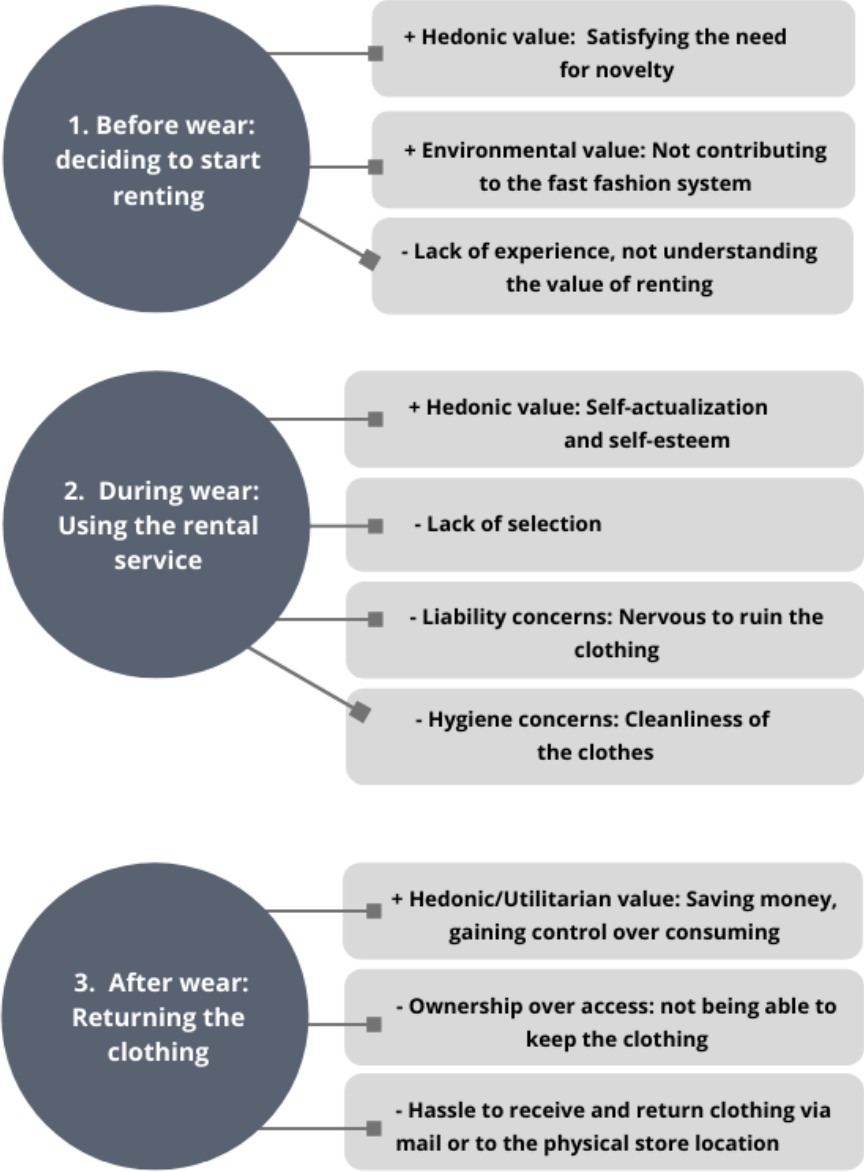 1. Before wear:
deciding to start
renting
+ Hedonic value: Satisfying the need
for novelty
+ Environmental value: Not contributing
to the fast fashion system
- Lack of experience, not understanding
the value of renting
2. During wear:
Using the rental
service
+ Hedonic value: Self-actualization
and self-esteem
- Lack of selection
- Liability concerns: Nervous to ruin the
clothing
- Hygiene concerns: Cleanliness of
the clothes
3. After wear:
Returning the
clothing
+ Hedonic/Utilitarian value: Saving money,
gaining control over consuming
- Ownership over access: not being able to
keep the clothing
- Hassle to receive and return clothing via
mail or to the physical store location